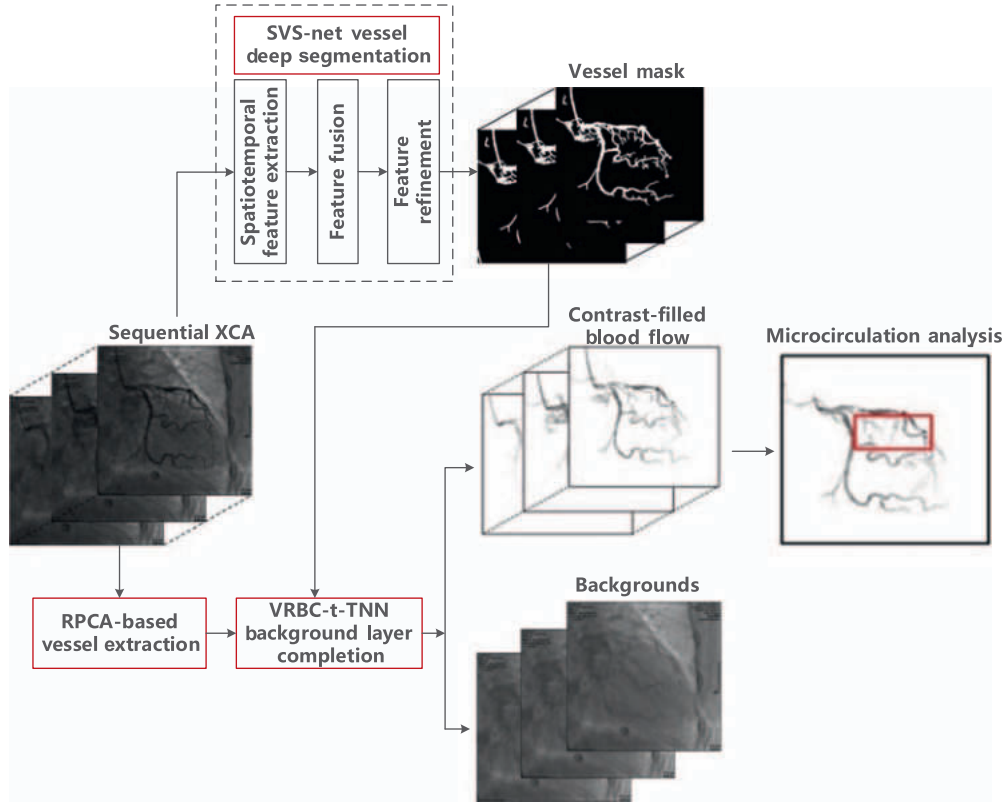 SVS-net vessel
deep segmentation
Spatiotemporal
feature extraction
Feature fusion
Feature
refinement
Vessel mask
Sequential XCA
Contrast-filled
blood flow
Microcirculation analysis
RPCA-based
vessel extraction
VRBC-t-TNN
background layer
completion
Backgrounds